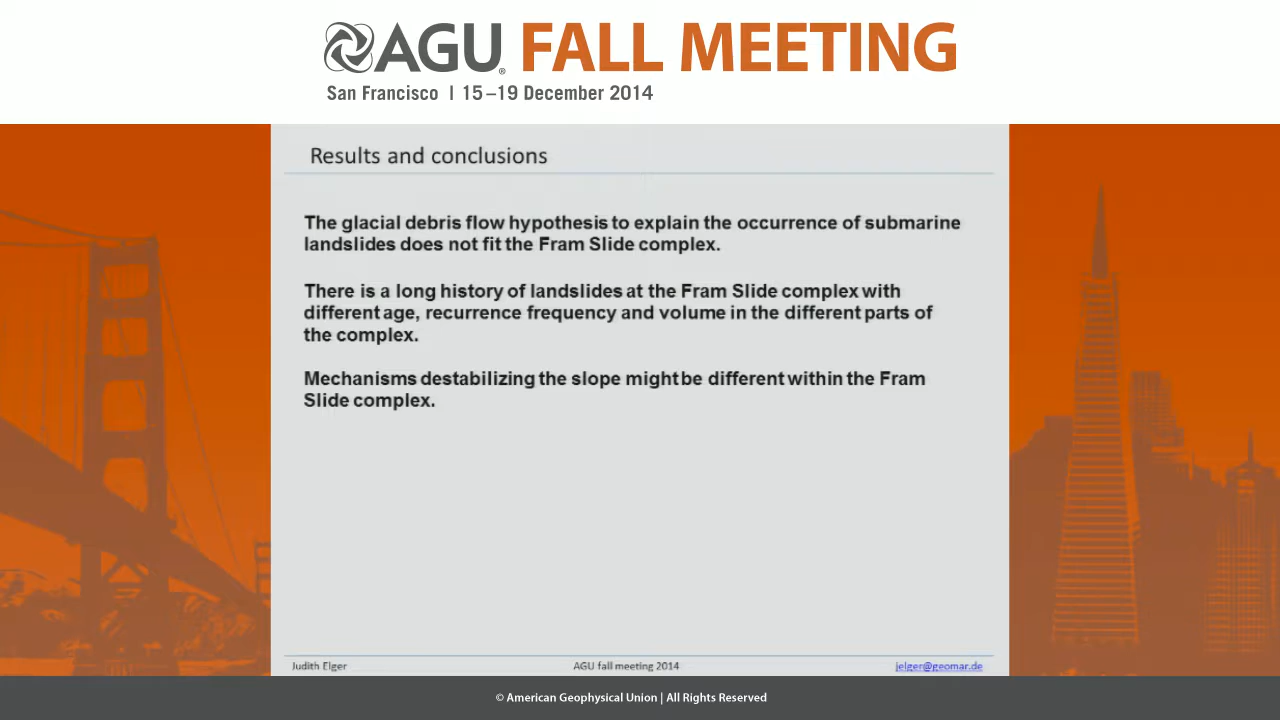 AGU FALL MEETING
San Francisco | 15–19 December 2014
Results and conclusions
The glacial debris flow hypothesis to explain the occurrence of submarine
landslides does not fit the Fram Slide complex.
There is a long history of landslides at the Fram Slide complex with
different age, recurrence frequency and volume in the different parts of
the complex.
Mechanisms destabilizing the slope might be different within the Fram
Slide complex.
Judith Elger AGU fall meeting 2014 jelger@geomar.de
© American Geophysical Union | All Rights Reserved